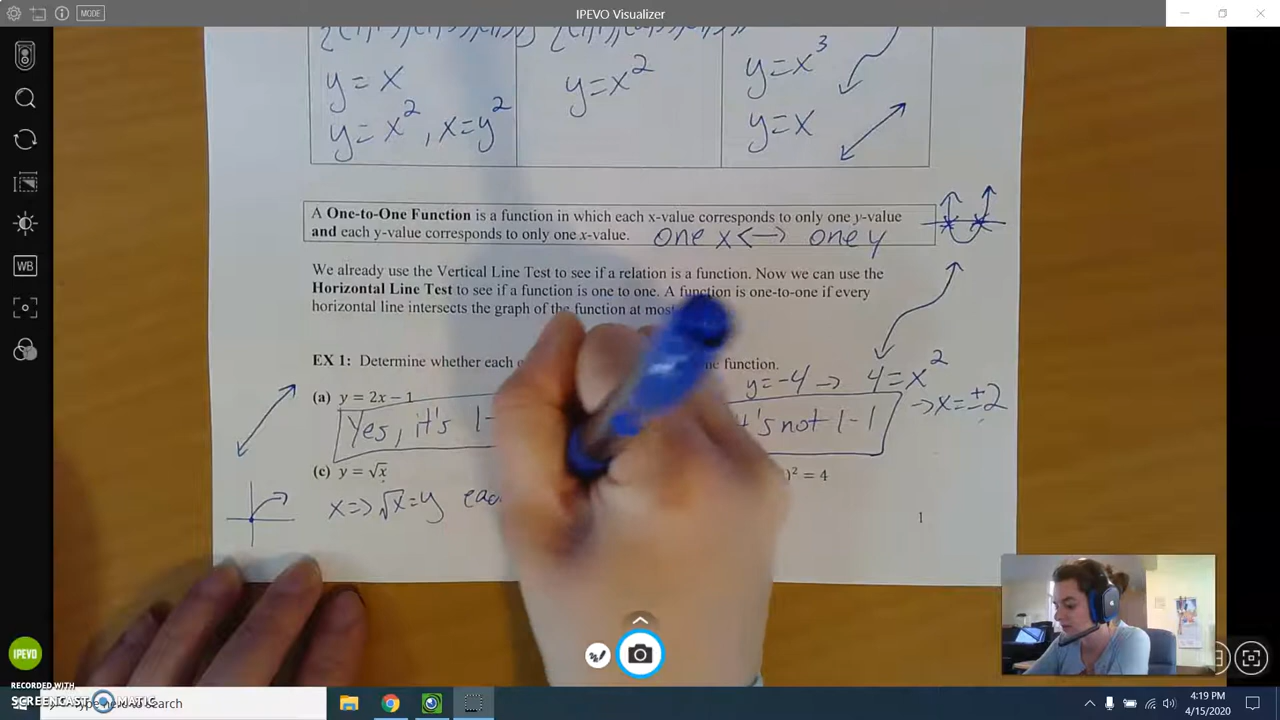 IPEVO Visualizer
MODE
y = x
y = x², x = y²
y = x²
y = x³
y = x
A One-to-One Function is a function in which each x-value corresponds to only one y-value
and each y-value corresponds to only one x-value. one x <—> one y
We already use the Vertical Line Test to see if a relation is a function. Now we can use the
Horizontal Line Test to see if a function is one to one. A function is one-to-one if every
horizontal line intersects the graph of the function at most
EX 1: Determine whether each function.
y = -4 → 4 = x²
→ x = ±2
(a) y = 2x − 1
Yes, it's 1- it's not 1-1
(c) y = √x )² = 4
x => √x = y
1
WB
IPEVO
RECORDED WITH
SCREENCAST MATIC
to search
4:19 PM
4/15/2020